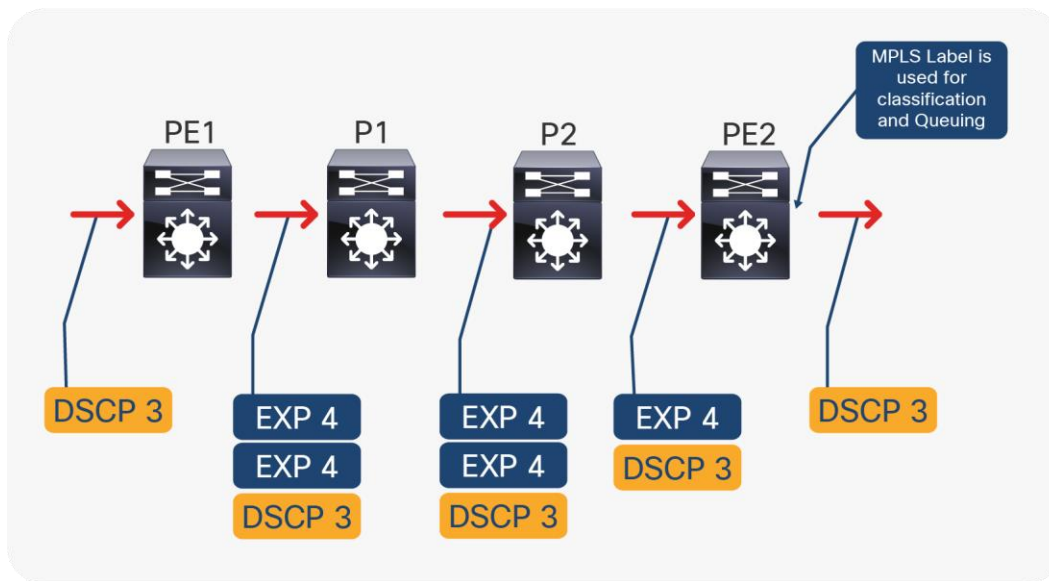 MPLS Label is
used for
classification
and Queuing
PE1
P1
P2
PE2
DSCP 3
EXP 4
EXP 4
DSCP 3
EXP 4
EXP 4
DSCP 3
EXP 4
DSCP 3
DSCP 3